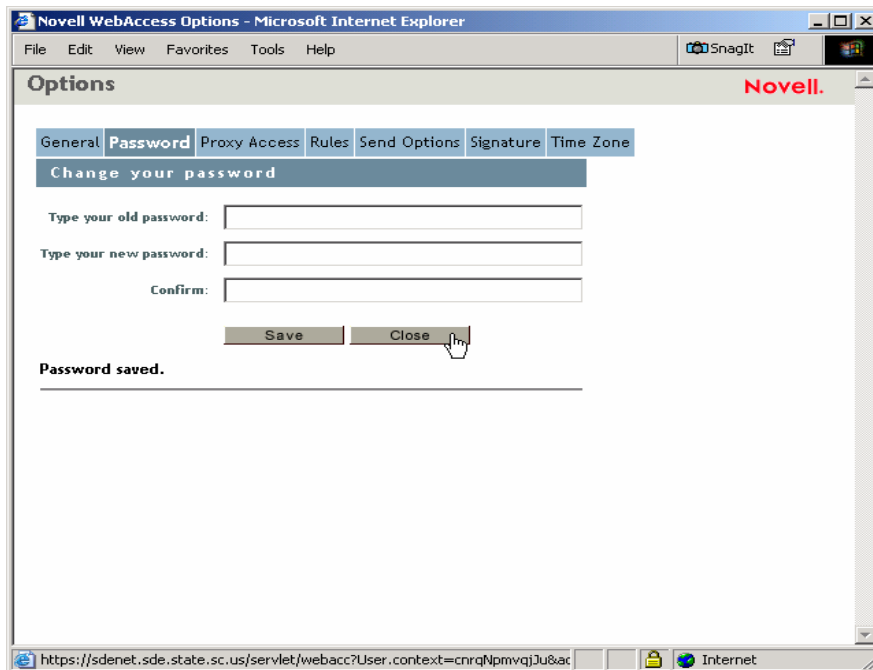 Novell WebAccess Options - Microsoft Internet Explorer
File Edit View Favorites Tools Help SnagIt
Options
Novell.
General Password Proxy Access Rules Send Options Signature Time Zone
Change your password
Type your old password:
Type your new password:
Confirm:
Save Close
Password saved.
https://sdenet.sde.state.sc.us/servlet/webacc?User.context=cnrqNpmvqjJu&ac Internet